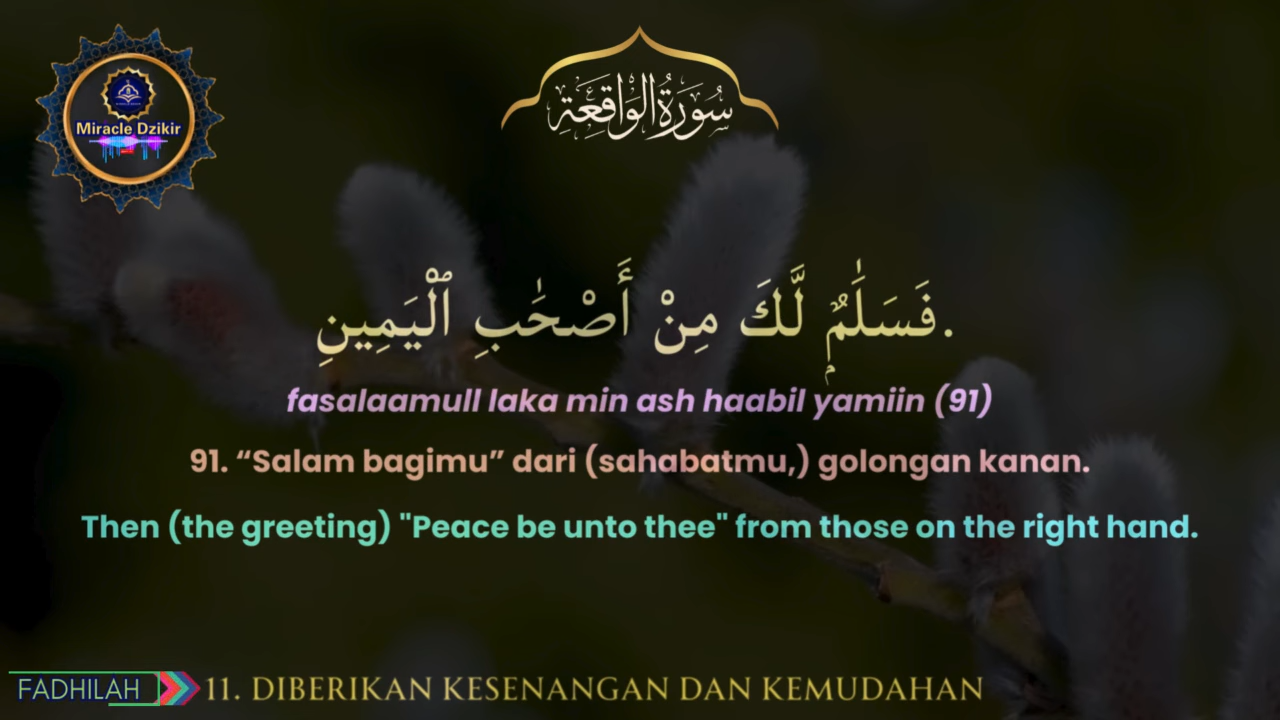 Miracle Dzikir
سُورَةُ الْوَاقِعَةِ
فَسَلَٰمٌۭ لَّكَ مِنْ أَصْحَٰبِ ٱلْيَمِينِ.
fasalaamull laka min ash haabil yamiin (91)
91. “Salam bagimu” dari (sahabatmu,) golongan kanan.
Then (the greeting) "Peace be unto thee" from those on the right hand.
FADHILAH 11. DIBERIKAN KESENANGAN DAN KEMUDAHAN